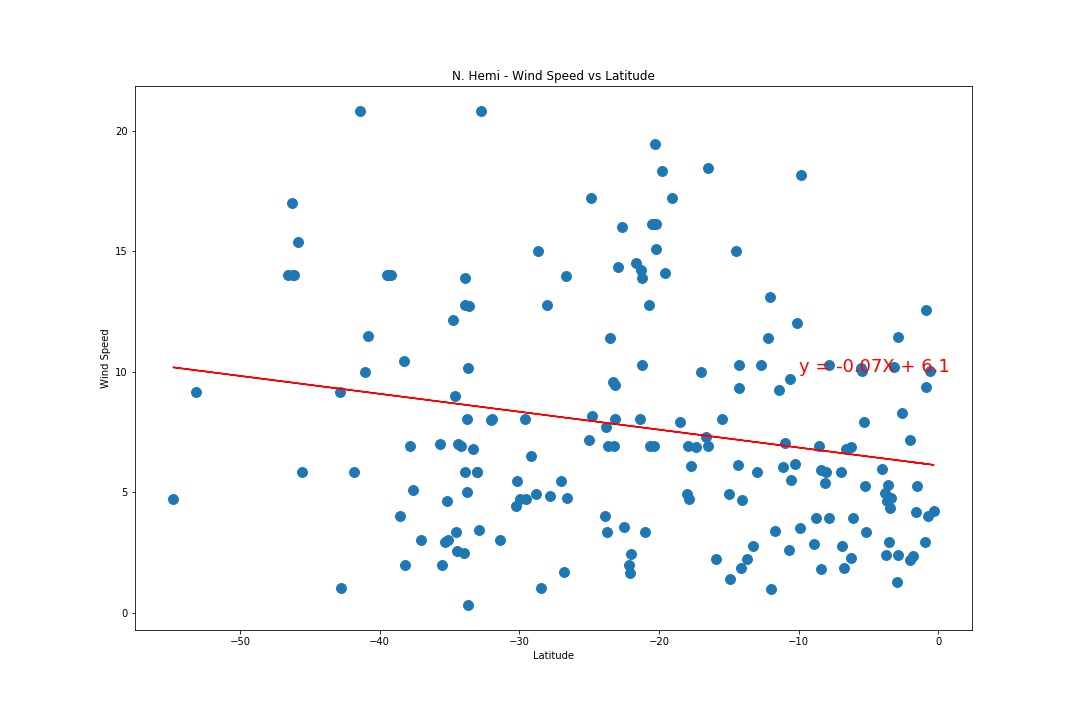 N. Hemi - Wind Speed vs Latitude
20
15
10
5
0
Wind Speed
y = -0.07X + 6.1
−50
−40
−30
−20
−10
0
Latitude